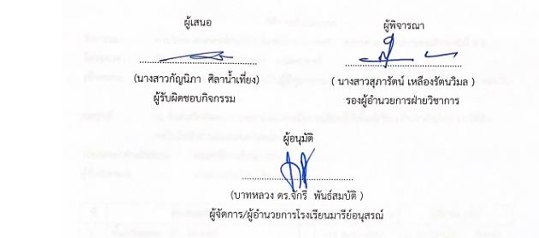 ผู้เสนอ
(นางสาวกัญนิภา ศิลาน้ำเที่ยง)
ผู้รับผิดชอบกิจกรรม
ผู้พิจารณา
( นางสาวสุภารัตน์ เหลืองรัตนวิมล )
รองผู้อำนวยการฝ่ายวิชาการ
ผู้อนุมัติ
(บาทหลวง ดร.จักรี พันธ์สมบัติ )
ผู้จัดการ/ผู้อำนวยการโรงเรียนมารีย์อนุสรณ์